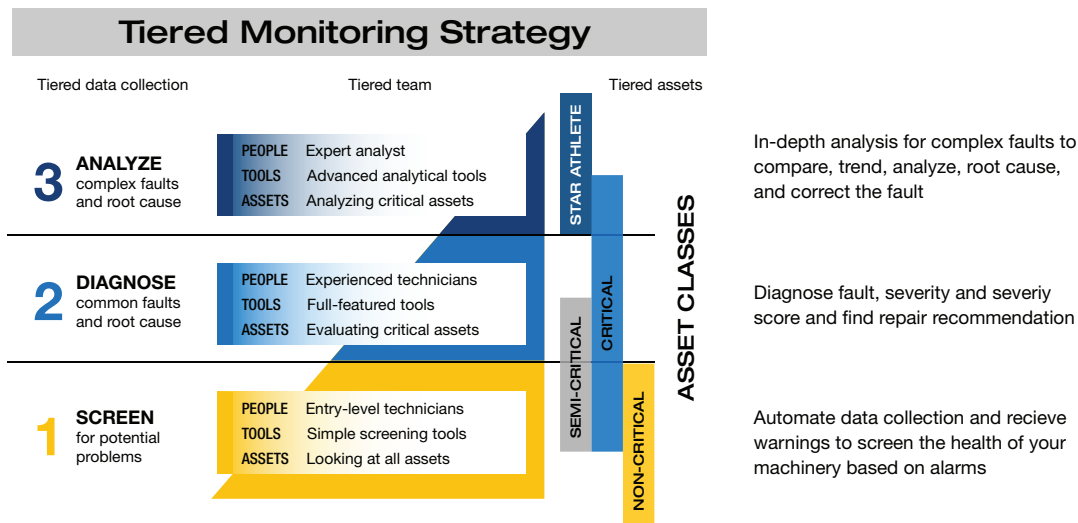 Tiered Monitoring Strategy
Tiered data collection
Tiered team
Tiered assets
3
ANALYZE
complex faults
and root cause
PEOPLE Expert analyst
TOOLS Advanced analytical tools
ASSETS Analyzing critical assets
In-depth analysis for complex faults to
compare, trend, analyze, root cause,
and correct the fault
2
DIAGNOSE
common faults
and root cause
PEOPLE Experienced technicians
TOOLS Full-featured tools
ASSETS Evaluating critical assets
Diagnose fault, severity and severiy
score and find repair recommendation
1
SCREEN
for potential
problems
PEOPLE Entry-level technicians
TOOLS Simple screening tools
ASSETS Looking at all assets
Automate data collection and recieve
warnings to screen the health of your
machinery based on alarms
STAR ATHLETE
SEMI-CRITICAL
CRITICAL
NON-CRITICAL
ASSET CLASSES